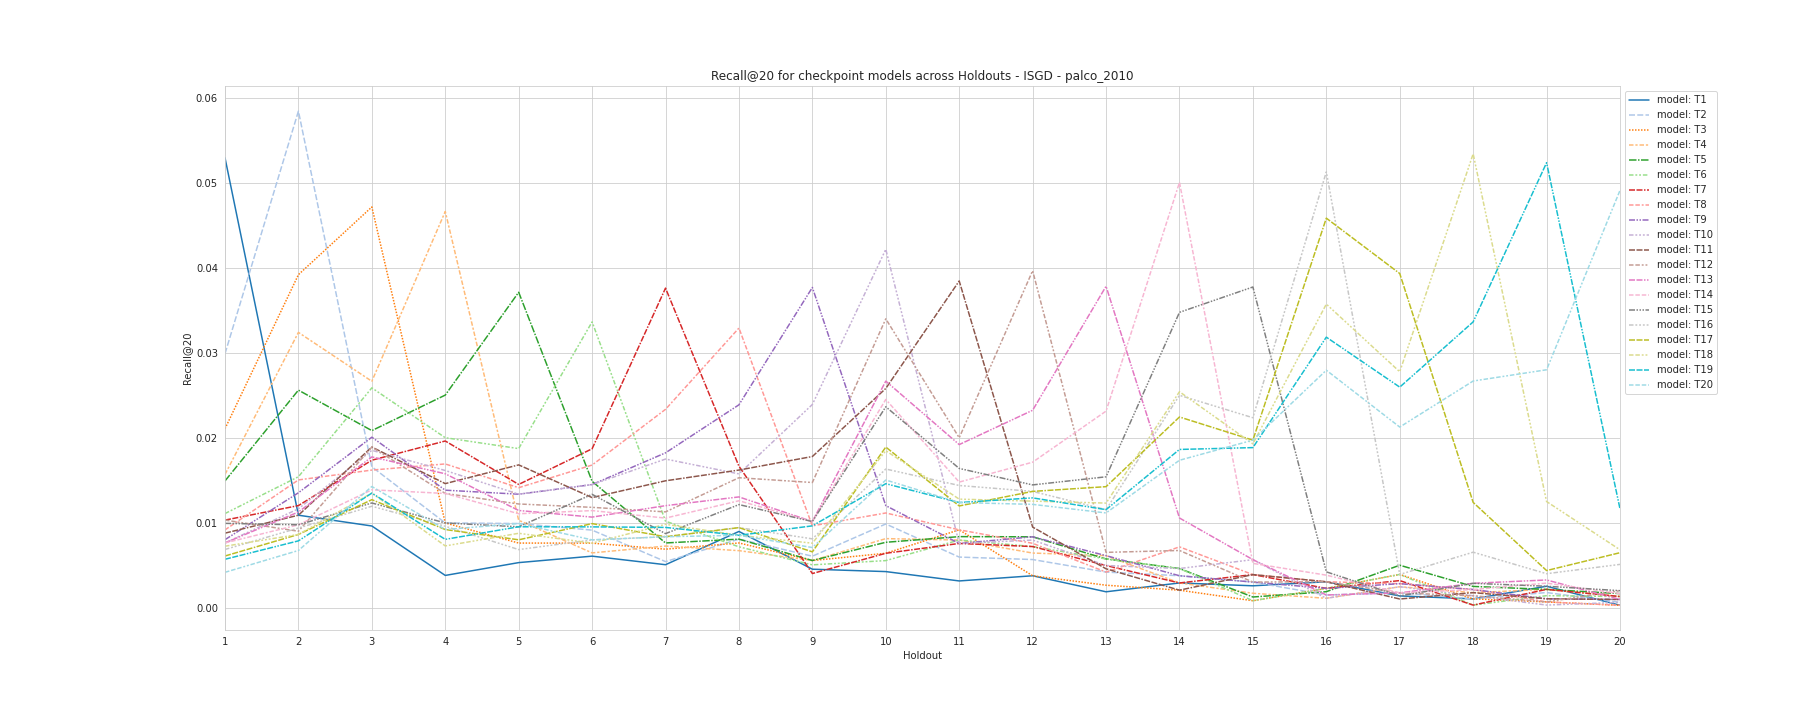 Recall@20 for checkpoint models across Holdouts - ISGD - palco_2010
0.06
0.05
0.04
0.03
0.02
0.01
0.00
Recall@20
1 2 3 4 5 6 7 8 9 10 11 12 13 14 15 16 17 18 19 20
Holdout
model: T1
model: T2
model: T3
model: T4
model: T5
model: T6
model: T7
model: T8
model: T9
model: T10
model: T11
model: T12
model: T13
model: T14
model: T15
model: T16
model: T17
model: T18
model: T19
model: T20